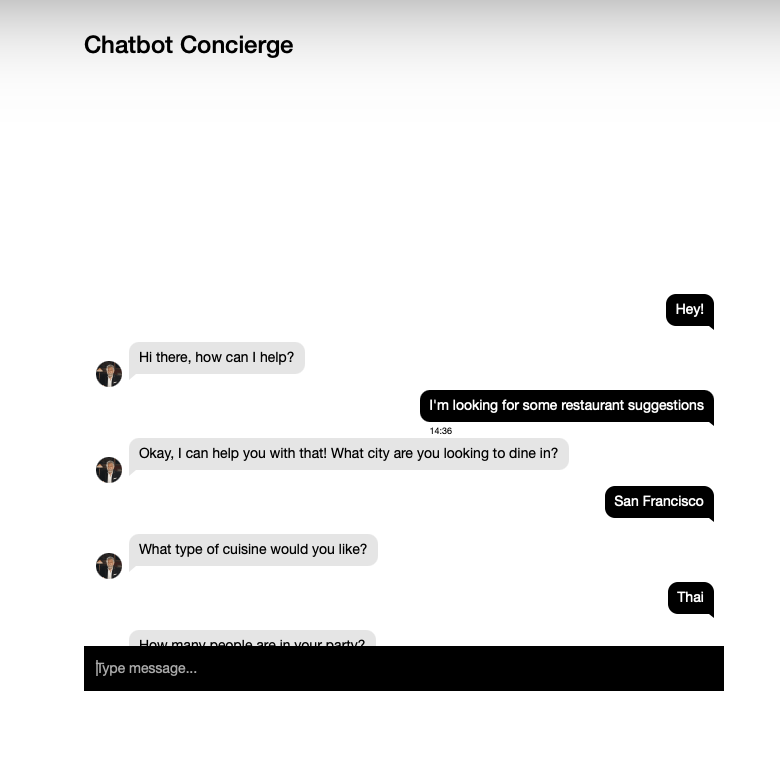 Chatbot Concierge
Hey!
Hi there, how can I help?
I'm looking for some restaurant suggestions
14:36
Okay, I can help you with that! What city are you looking to dine in?
San Francisco
What type of cuisine would you like?
Thai
How many people are in your party?
Type message...